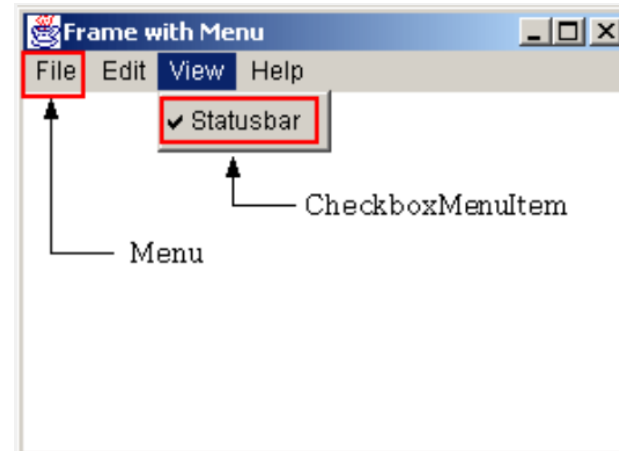 Frame with Menu
File Edit View Help
Statusbar
CheckboxMenuItem
Menu